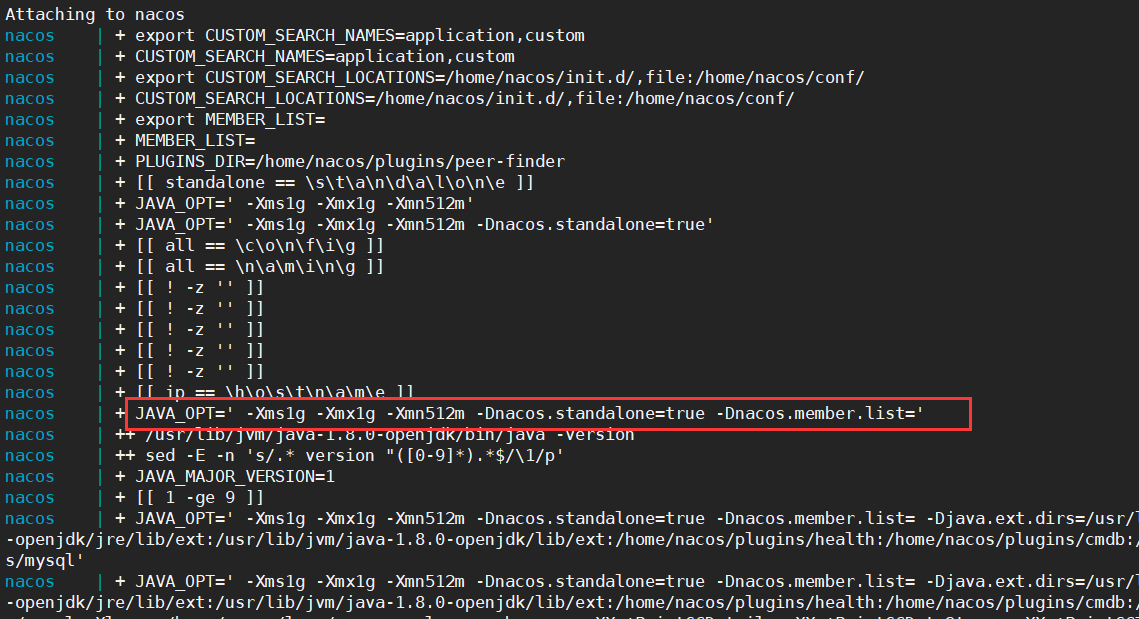 Attaching to nacos
nacos | + export CUSTOM_SEARCH_NAMES=application,custom
nacos | + CUSTOM_SEARCH_NAMES=application,custom
nacos | + export CUSTOM_SEARCH_LOCATIONS=/home/nacos/init.d/,file:/home/nacos/conf/
nacos | + CUSTOM_SEARCH_LOCATIONS=/home/nacos/init.d/,file:/home/nacos/conf/
nacos | + export MEMBER_LIST=
nacos | + MEMBER_LIST=
nacos | + PLUGINS_DIR=/home/nacos/plugins/peer-finder
nacos | + [[ standalone == \s\t\a\n\d\a\l\o\n\e ]]
nacos | + JAVA_OPT=' -Xms1g -Xmx1g -Xmn512m'
nacos | + JAVA_OPT=' -Xms1g -Xmx1g -Xmn512m -Dnacos.standalone=true'
nacos | + [[ all == \c\o\n\f\i\g ]]
nacos | + [[ all == \n\a\m\i\n\g ]]
nacos | + [[ ! -z '' ]]
nacos | + [[ ! -z '' ]]
nacos | + [[ ! -z '' ]]
nacos | + [[ ! -z '' ]]
nacos | + [[ ! -z '' ]]
nacos | + [[ ip == \h\o\s\t\n\a\m\e ]]
nacos | + JAVA_OPT=' -Xms1g -Xmx1g -Xmn512m -Dnacos.standalone=true -Dnacos.member.list='
nacos | ++ /usr/lib/jvm/java-1.8.0-openjdk/bin/java -version
nacos | ++ sed -E -n 's/.* version "([0-9]*).*$/\1/p'
nacos | + JAVA_MAJOR_VERSION=1
nacos | + [[ 1 -ge 9 ]]
nacos | + JAVA_OPT=' -Xms1g -Xmx1g -Xmn512m -Dnacos.standalone=true -Dnacos.member.list= -Djava.ext.dirs=/usr/l
-openjdk/jre/lib/ext:/usr/lib/jvm/java-1.8.0-openjdk/lib/ext:/home/nacos/plugins/health:/home/nacos/plugins/cmdb:/
s/mysql'
nacos | + JAVA_OPT=' -Xms1g -Xmx1g -Xmn512m -Dnacos.standalone=true -Dnacos.member.list= -Djava.ext.dirs=/usr/l
-openjdk/jre/lib/ext:/usr/lib/jvm/java-1.8.0-openjdk/lib/ext:/home/nacos/plugins/health:/home/nacos/plugins/cmdb:/